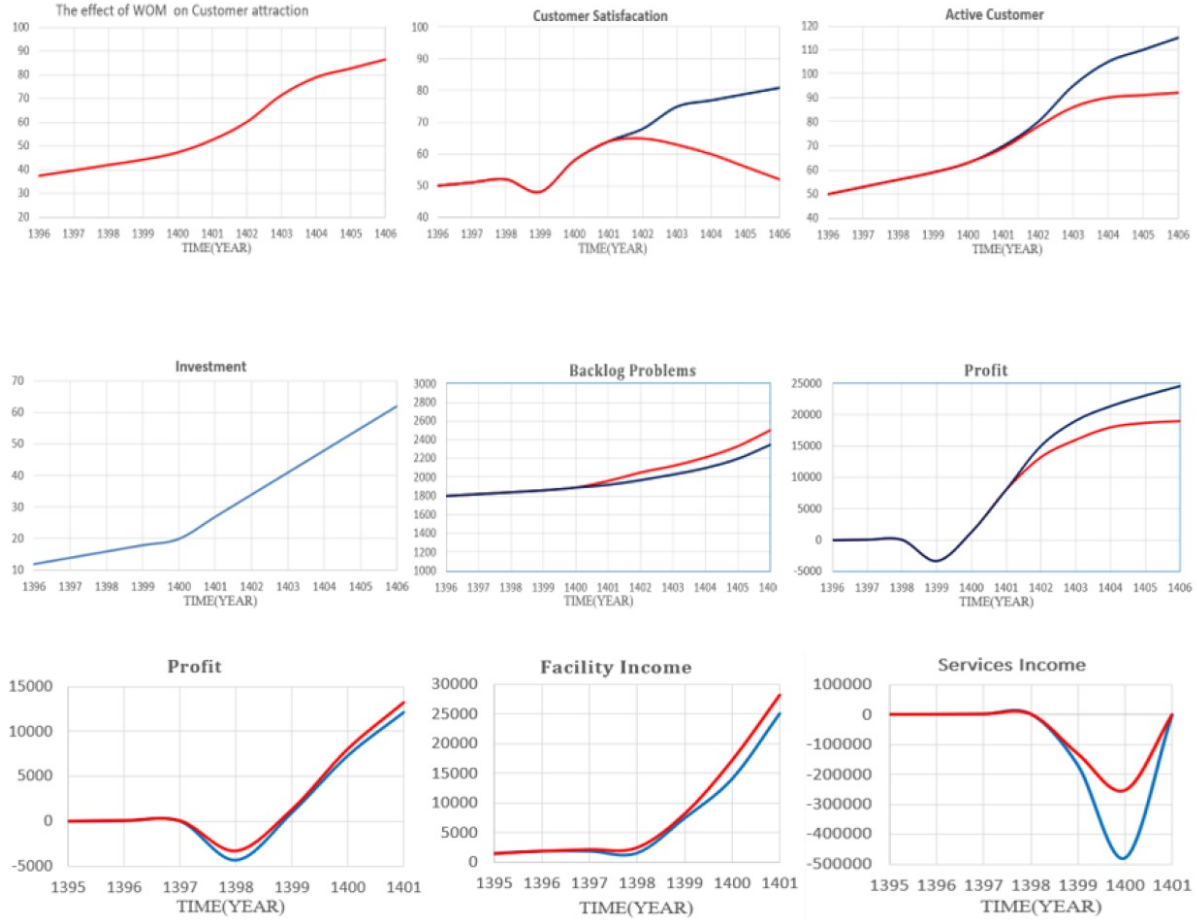 The effect of WOM on Customer attraction
100
90
80
70
60
50
40
30
20
1396 1397 1398 1399 1400 1401 1402 1403 1404 1405 1406
TIME(YEAR)
Customer Satisfacation
100
90
80
70
60
50
40
1396 1397 1398 1399 1400 1401 1402 1403 1404 1405 1406
TIME(YEAR)
Active Customer
120
110
100
90
80
70
60
50
40
1396 1397 1398 1399 1400 1401 1402 1403 1404 1405 1406
TIME(YEAR)
Investment
70
60
50
40
30
20
10
1396 1397 1398 1399 1400 1401 1402 1403 1404 1405 1406
TIME(YEAR)
Backlog Problems
3000
2800
2600
2400
2200
2000
1800
1600
1400
1200
1000
1396 1397 1398 1399 1400 1401 1402 1403 1404 1405 140
TIME(YEAR)
Profit
25000
20000
15000
10000
5000
0
-5000
1396 1397 1398 1399 1400 1401 1402 1403 1404 1405 1406
TIME(YEAR)
Profit
15000
10000
5000
0
-5000
1395 1396 1397 1398 1399 1400 1401
TIME(YEAR)
Facility Income
30000
25000
20000
15000
10000
5000
0
1395 1396 1397 1398 1399 1400 1401
TIME(YEAR)
Services Income
100000
0
-100000
-200000
-300000
-400000
-500000
1395 1396 1397 1398 1399 1400 1401
TIME(YEAR)